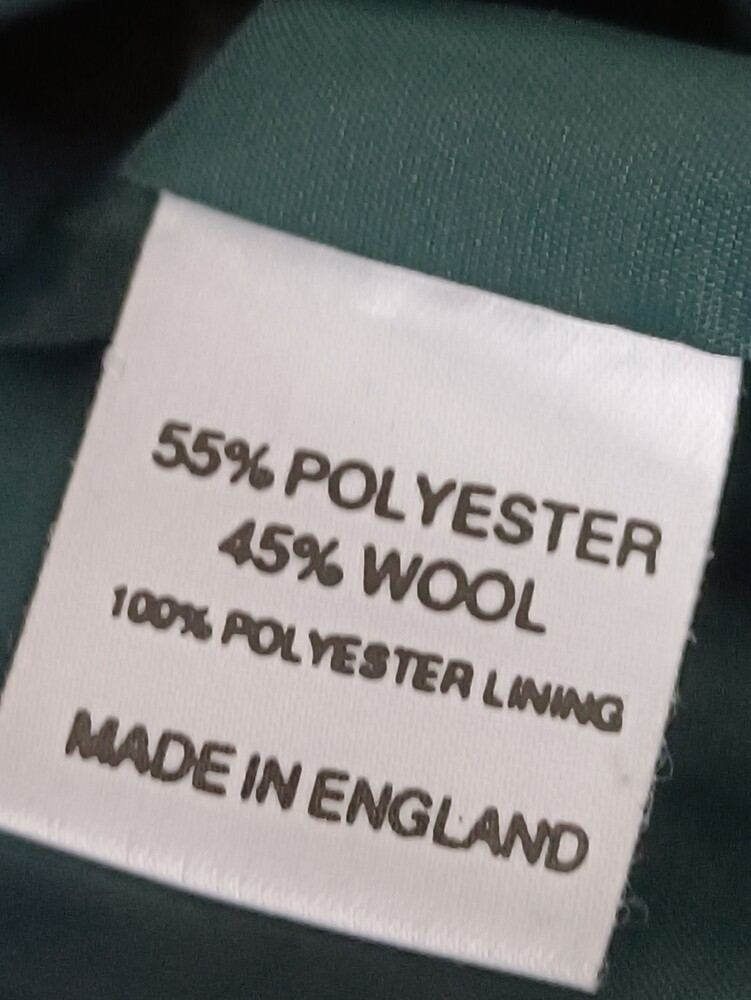 55% POLYESTER
45% WOOL
100% POLYESTER LINING
MADE IN ENGLAND